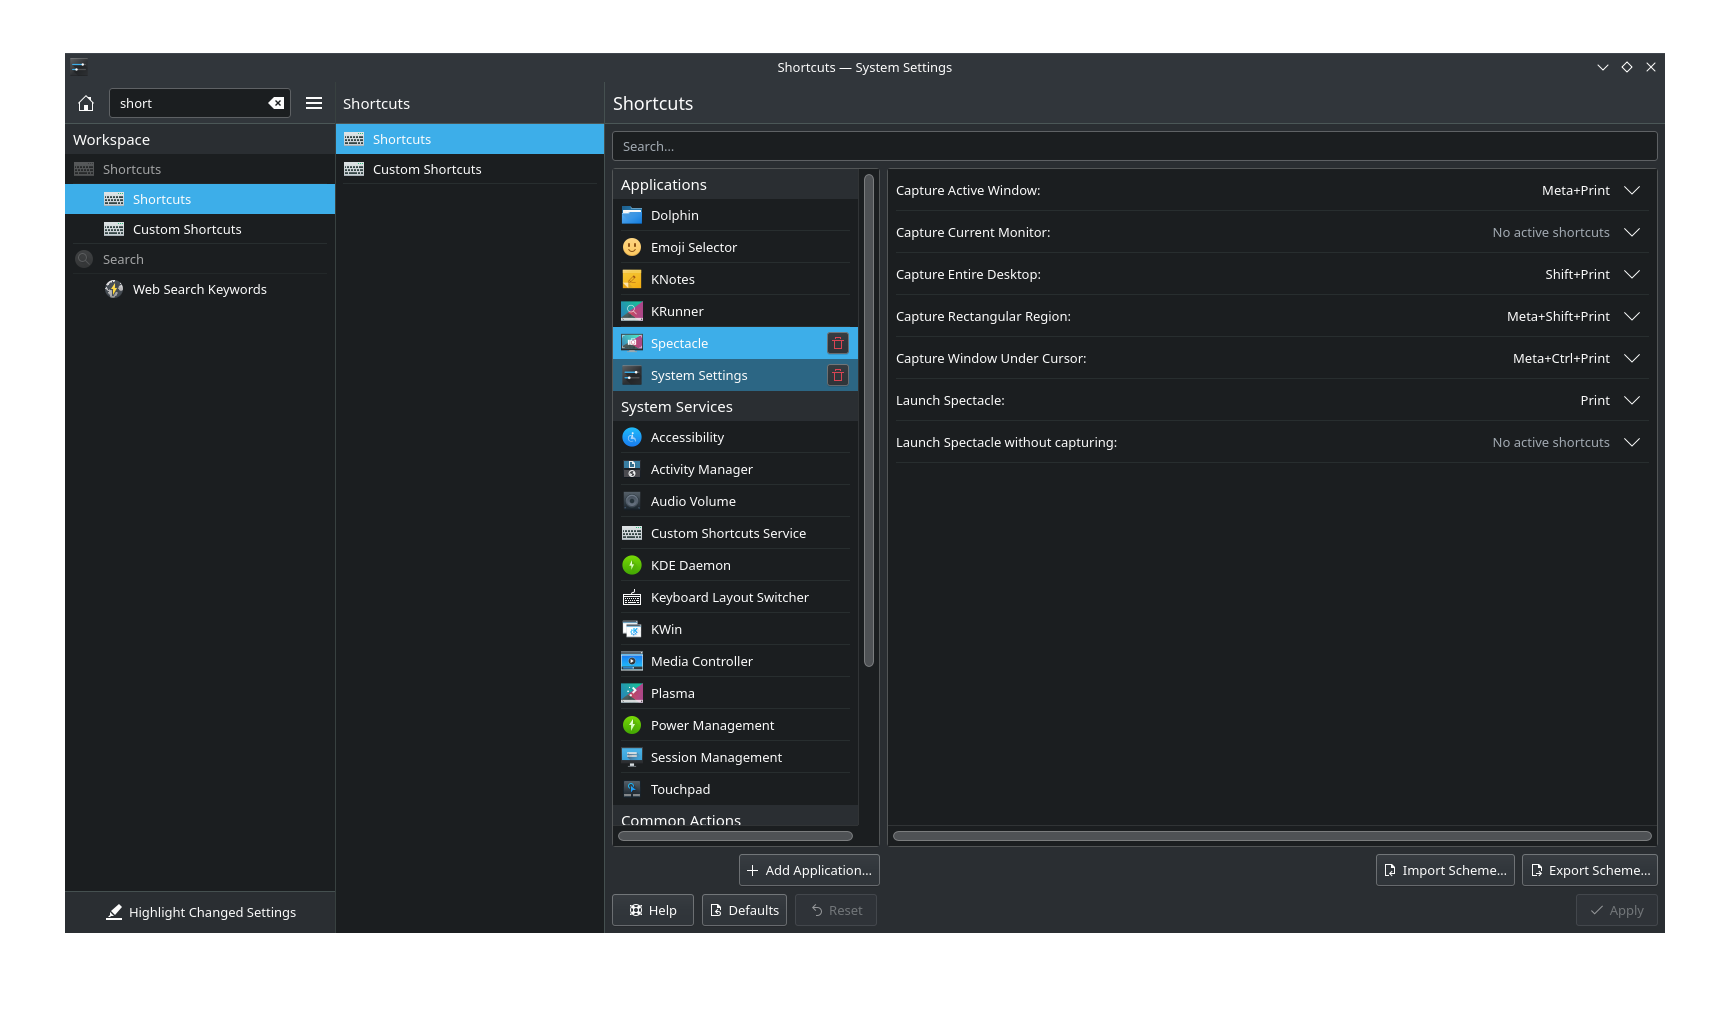 Shortcuts — System Settings
short
Shortcuts
Shortcuts
Workspace
Shortcuts
Shortcuts
Custom Shortcuts
Search
Web Search Keywords
Highlight Changed Settings
Shortcuts
Custom Shortcuts
Search...
Applications
Dolphin
Emoji Selector
KNotes
KRunner
Spectacle
System Settings
System Services
Accessibility
Activity Manager
Audio Volume
Custom Shortcuts Service
KDE Daemon
Keyboard Layout Switcher
KWin
Media Controller
Plasma
Power Management
Session Management
Touchpad
Common Actions
Capture Active Window: Meta+Print
Capture Current Monitor: No active shortcuts
Capture Entire Desktop: Shift+Print
Capture Rectangular Region: Meta+Shift+Print
Capture Window Under Cursor: Meta+Ctrl+Print
Launch Spectacle: Print
Launch Spectacle without capturing: No active shortcuts
Add Application...
Import Scheme...
Export Scheme...
Help
Defaults
Reset
Apply